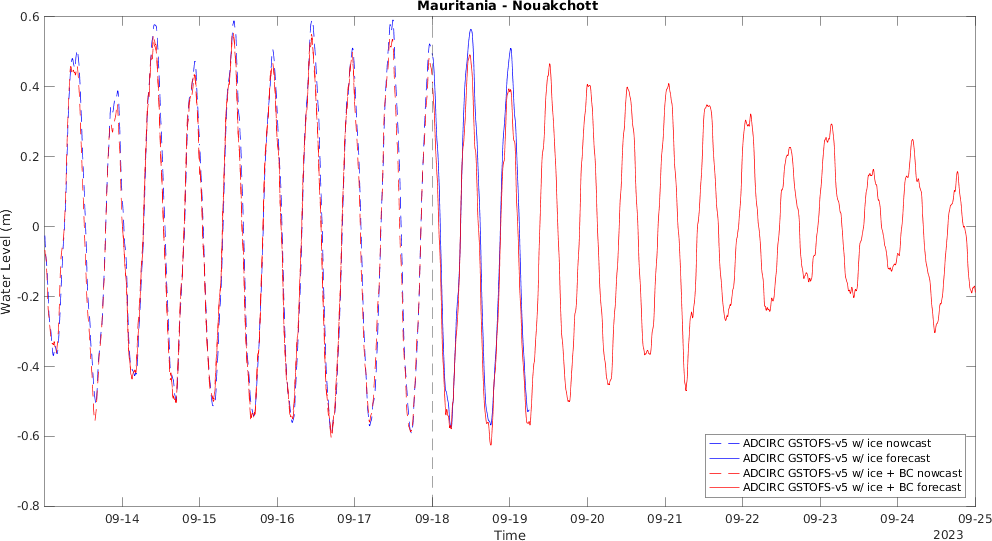 Mauritania - Nouakchott
0.6
0.4
0.2
0
-0.2
-0.4
-0.6
-0.8
Water Level (m)
ADCIRC GSTOFS-v5 w/ ice nowcast
ADCIRC GSTOFS-v5 w/ ice forecast
ADCIRC GSTOFS-v5 w/ ice + BC nowcast
ADCIRC GSTOFS-v5 w/ ice + BC forecast
09-14 09-15 09-16 09-17 09-18 09-19 09-20 09-21 09-22 09-23 09-24 09-25
Time
2023